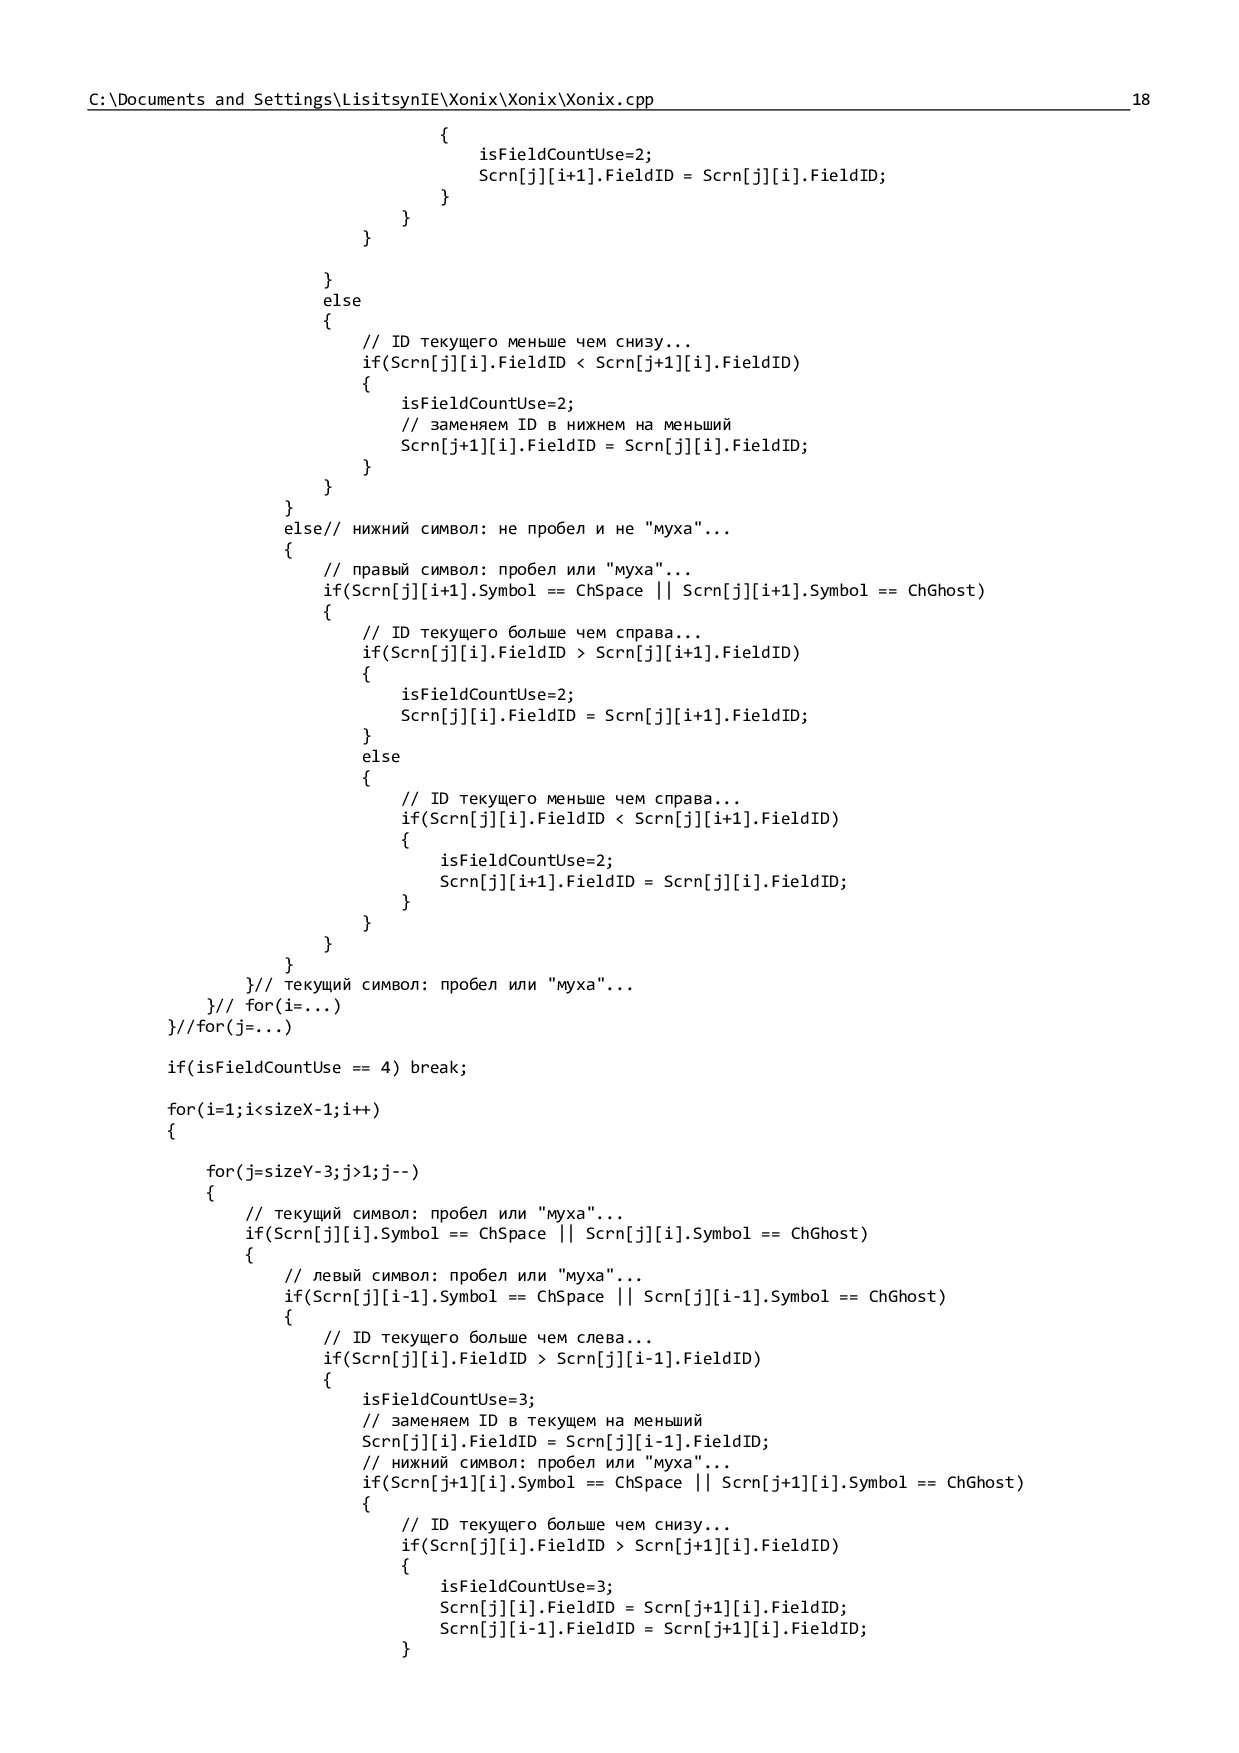 C:\Documents and Settings\LisitsynIE\Xonix\Xonix\Xonix.cpp 18
{
isFieldCountUse=2;
Scrn[j][i+1].FieldID = Scrn[j][i].FieldID;
}
}
}
}
else
{
// ID текущего меньше чем снизу...
if(Scrn[j][i].FieldID < Scrn[j+1][i].FieldID)
{
isFieldCountUse=2;
// заменяем ID в нижнем на меньший
Scrn[j+1][i].FieldID = Scrn[j][i].FieldID;
}
}
}
else// нижний символ: не пробел и не "муха"...
{
// правый символ: пробел или "муха"...
if(Scrn[j][i+1].Symbol == ChSpace || Scrn[j][i+1].Symbol == ChGhost)
{
// ID текущего больше чем справа...
if(Scrn[j][i].FieldID > Scrn[j][i+1].FieldID)
{
isFieldCountUse=2;
Scrn[j][i].FieldID = Scrn[j][i+1].FieldID;
}
else
{
// ID текущего меньше чем справа...
if(Scrn[j][i].FieldID < Scrn[j][i+1].FieldID)
{
isFieldCountUse=2;
Scrn[j][i+1].FieldID = Scrn[j][i].FieldID;
}
}
}
}
}// текущий символ: пробел или "муха"...
}// for(i=...)
}//for(j=...)
if(isFieldCountUse == 4) break;
for(i=1;i<sizeX-1;i++)
{
for(j=sizeY-3;j>1;j--)
{
// текущий символ: пробел или "муха"...
if(Scrn[j][i].Symbol == ChSpace || Scrn[j][i].Symbol == ChGhost)
{
// левый символ: пробел или "муха"...
if(Scrn[j][i-1].Symbol == ChSpace || Scrn[j][i-1].Symbol == ChGhost)
{
// ID текущего больше чем слева...
if(Scrn[j][i].FieldID > Scrn[j][i-1].FieldID)
{
isFieldCountUse=3;
// заменяем ID в текущем на меньший
Scrn[j][i].FieldID = Scrn[j][i-1].FieldID;
// нижний символ: пробел или "муха"...
if(Scrn[j+1][i].Symbol == ChSpace || Scrn[j+1][i].Symbol == ChGhost)
{
// ID текущего больше чем снизу...
if(Scrn[j][i].FieldID > Scrn[j+1][i].FieldID)
{
isFieldCountUse=3;
Scrn[j][i].FieldID = Scrn[j+1][i].FieldID;
Scrn[j][i-1].FieldID = Scrn[j+1][i].FieldID;
}